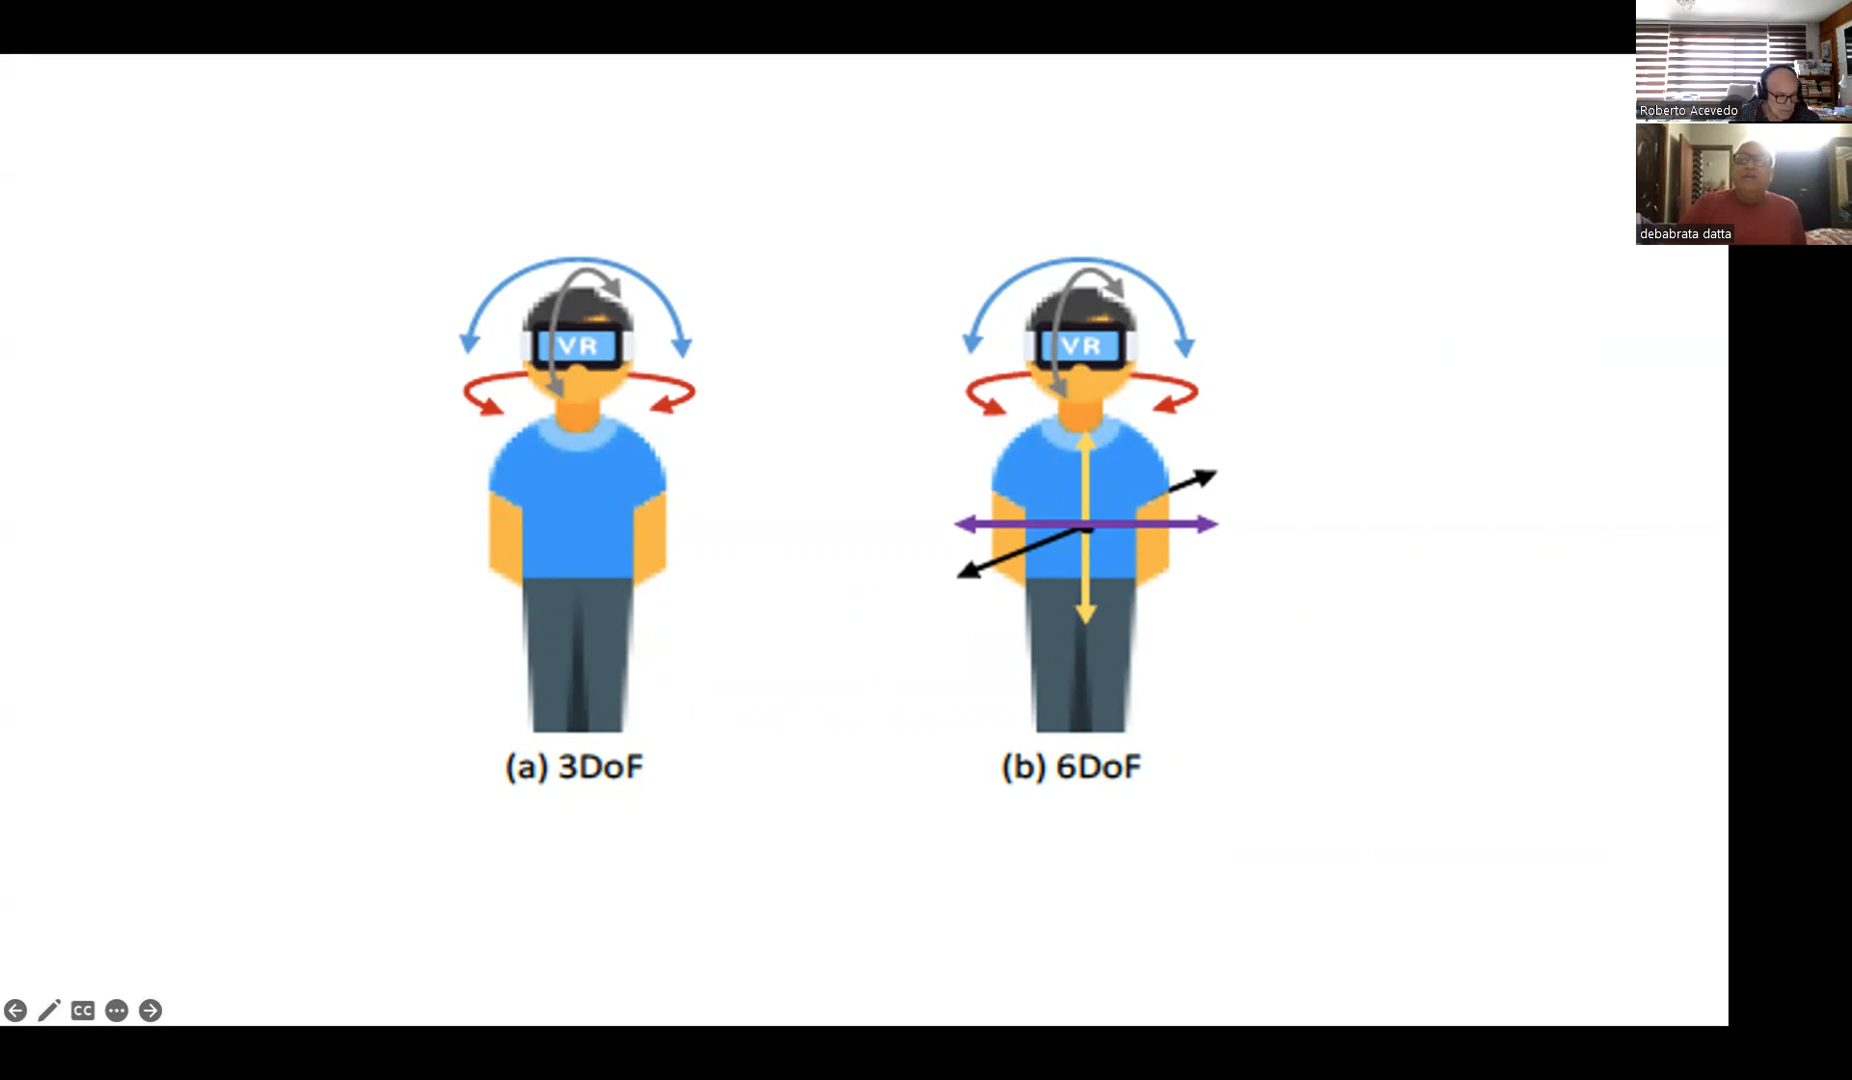 Roberto Acevedo
debabrata datta
VR
VR
(a) 3DoF
(b) 6DoF
CC